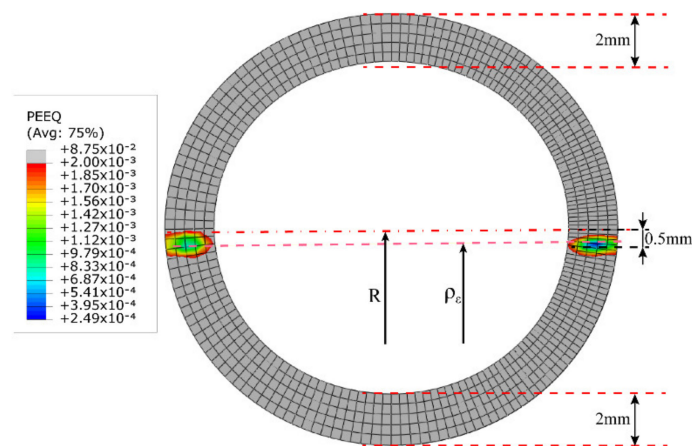 2mm
PEEQ
(Avg: 75%)
+8.75x10⁻²
+2.00x10⁻³
+1.85x10⁻³
+1.70x10⁻³
+1.56x10⁻³
+1.42x10⁻³
+1.27x10⁻³
+1.12x10⁻³
+9.79x10⁻⁴
+8.33x10⁻⁴
+6.87x10⁻⁴
+5.41x10⁻⁴
+3.95x10⁻⁴
+2.49x10⁻⁴
0.5mm
R
ρε
2mm